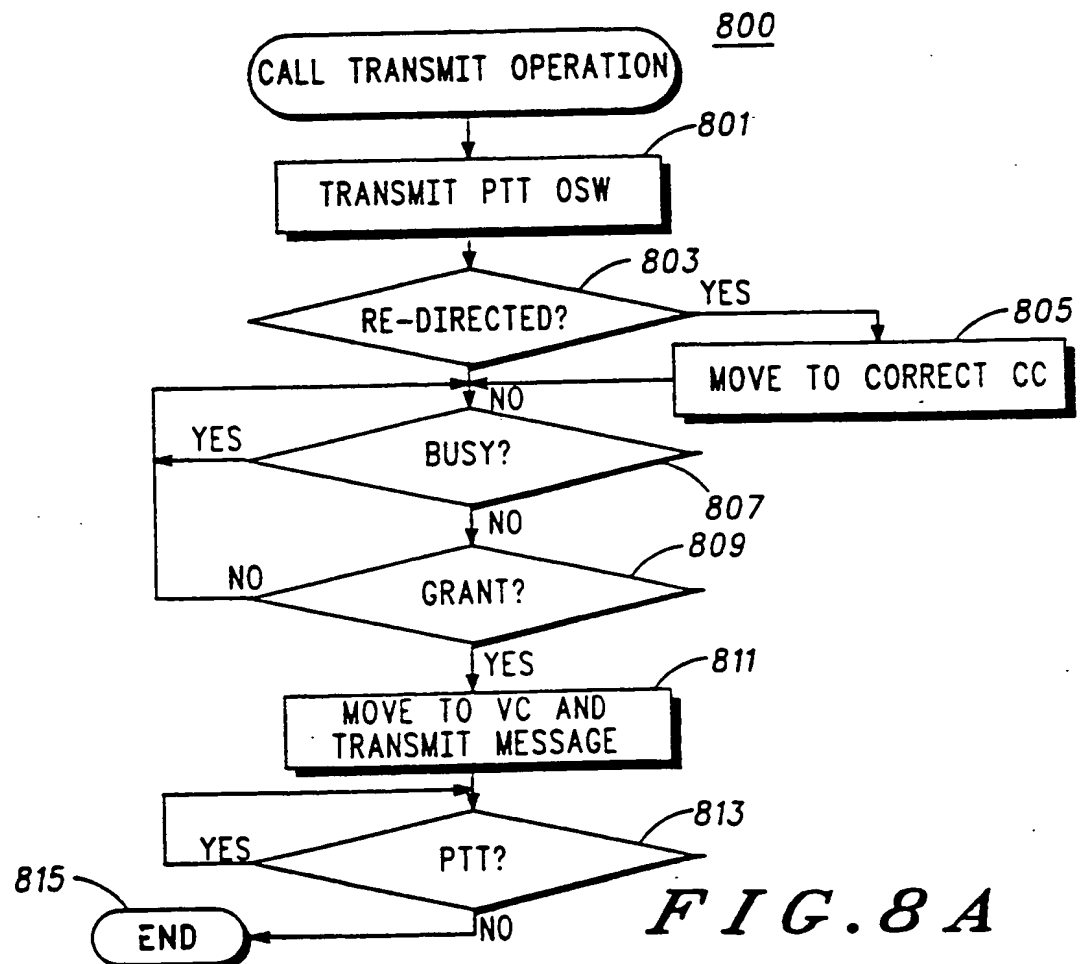 800
CALL TRANSMIT OPERATION
801
TRANSMIT PTT OSW
803
RE-DIRECTED?
YES
805
MOVE TO CORRECT CC
NO
YES
BUSY?
807
NO
809
NO
GRANT?
YES
811
MOVE TO VC AND
TRANSMIT MESSAGE
813
YES
PTT?
815
NO
END
FIG.8A